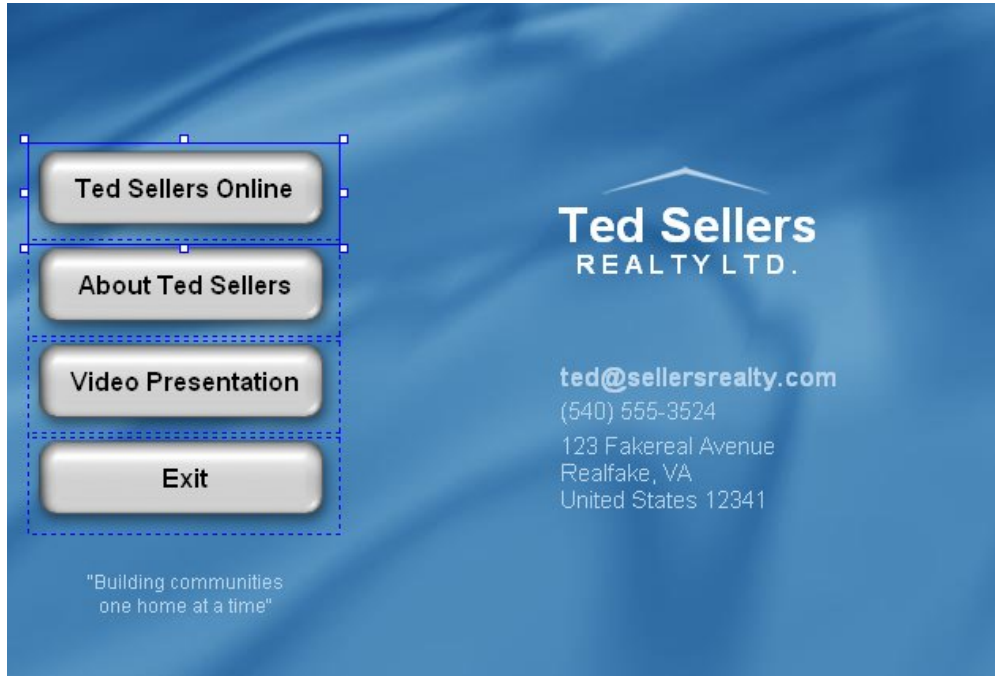 Ted Sellers Online
About Ted Sellers
Video Presentation
Exit
"Building communities
one home at a time"
Ted Sellers
REALTY LTD.
ted@sellersrealty.com
(540) 555-3524
123 Fakereal Avenue
Realfake, VA
United States 12341